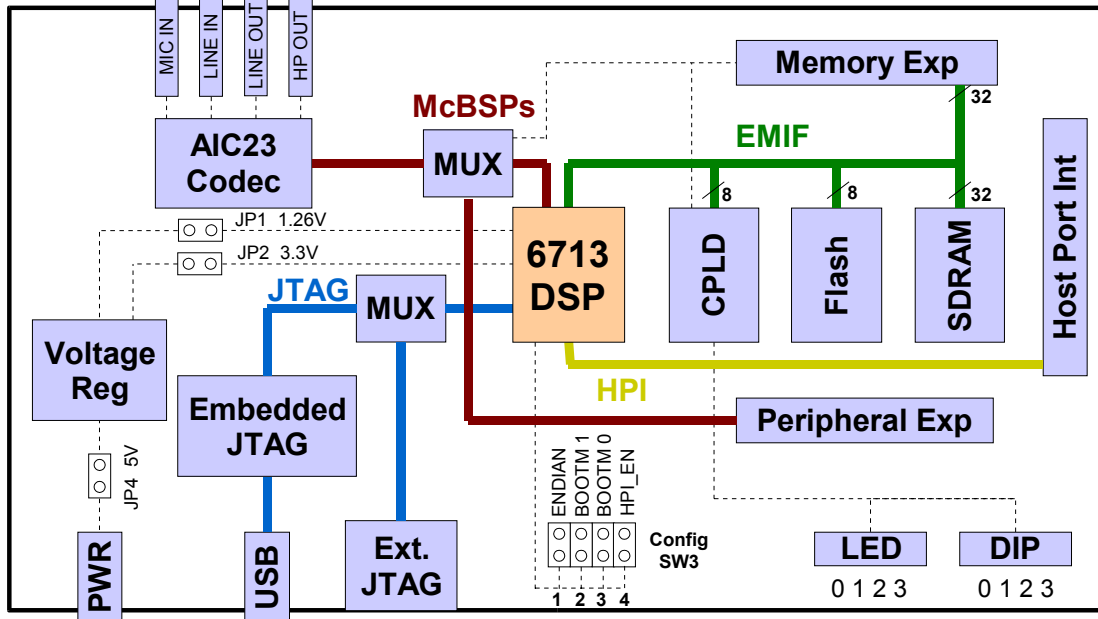 MIC IN
LINE IN
LINE OUT
HP OUT
Memory Exp
32
McBSPs
EMIF
AIC23
Codec
MUX
8
8
32
JP1 1.26V
JP2 3.3V
6713
DSP
CPLD
Flash
SDRAM
Host Port Int
JTAG
MUX
Voltage
Reg
HPI
Embedded
JTAG
Peripheral Exp
JP4 5V
ENDIAN
BOOTM 1
BOOTM 0
HPI_EN
Config
SW3
PWR
USB
Ext.
JTAG
LED
DIP
0 1 2 3
0 1 2 3
1 2 3 4